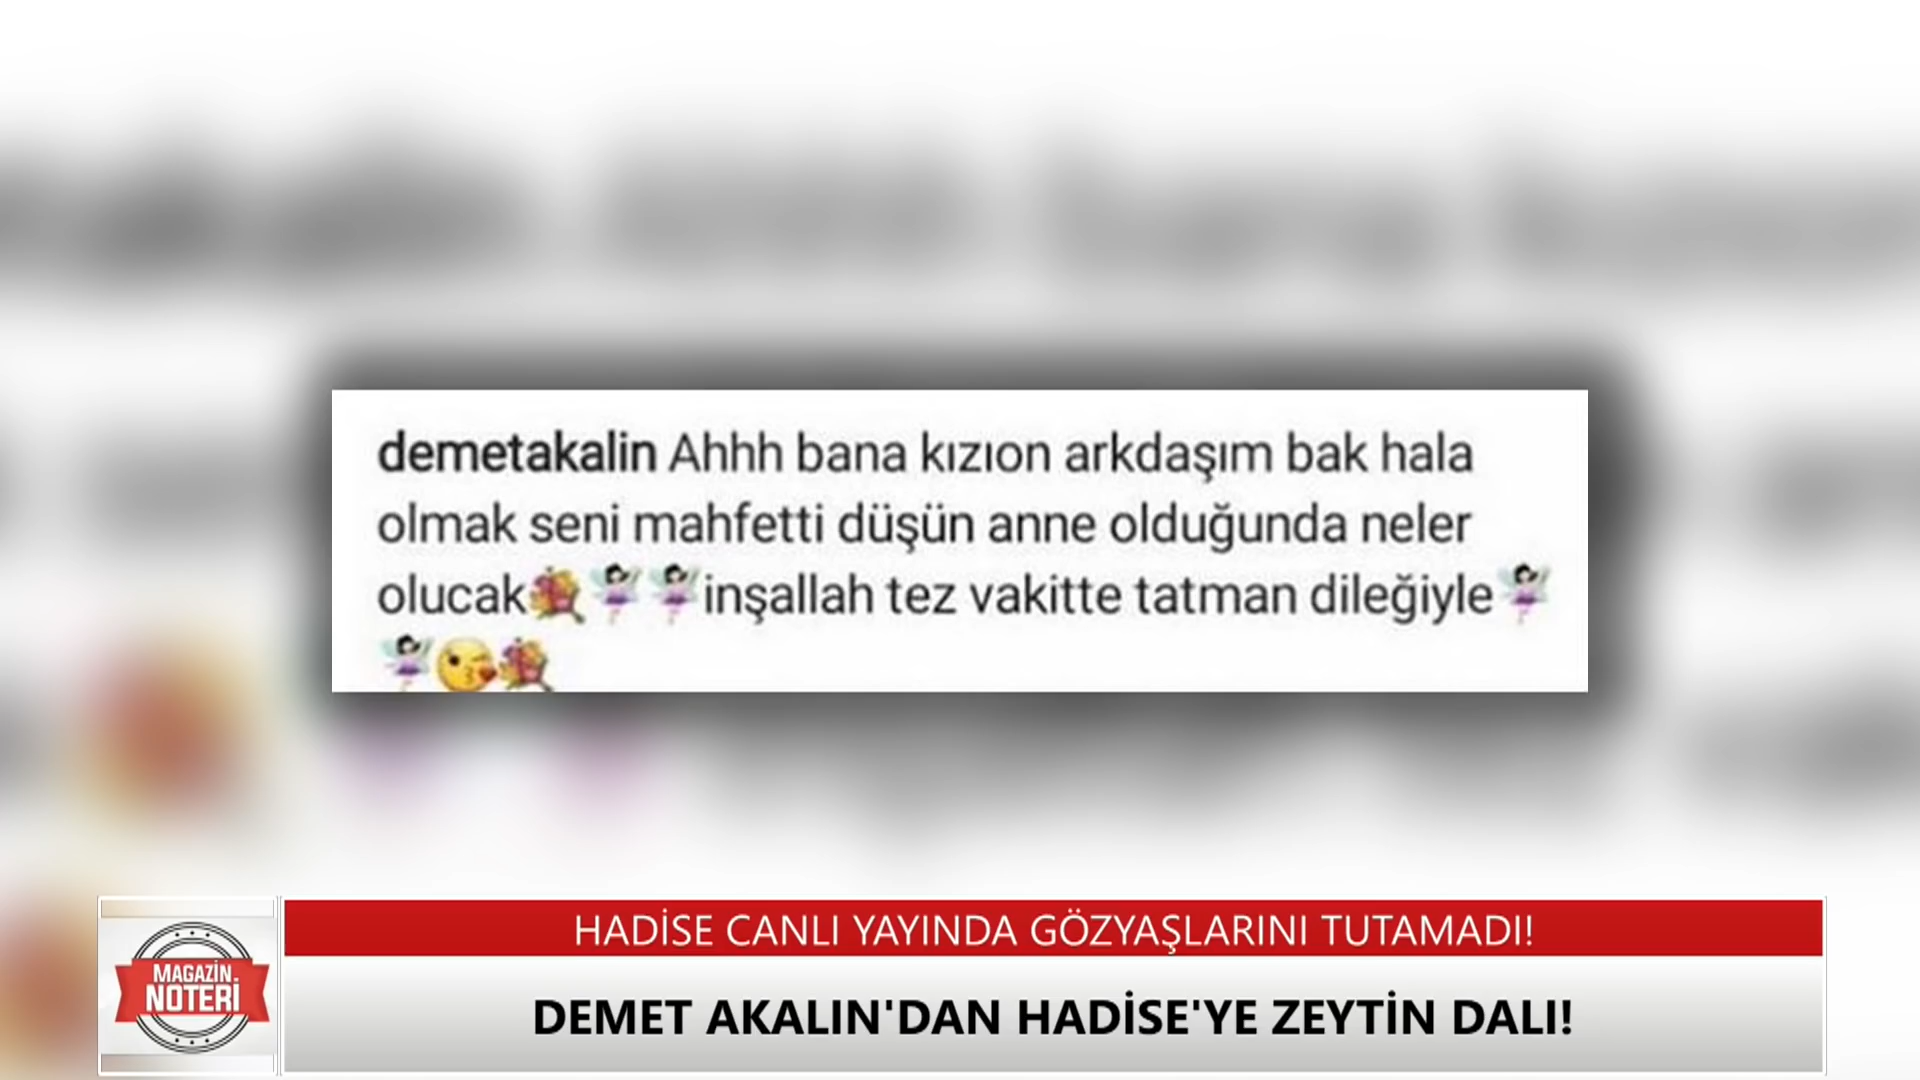 demetakalin Ahhh bana kızıon arkdaşım bak hala
olmak seni mahfetti düşün anne olduğunda neler
olucak💐🧚🏻‍♀️🧚🏻‍♀️inşallah tez vakitte tatman dileğiyle🧚🏻‍♀️
🧚🏻‍♀️😘💐
HADİSE CANLI YAYINDA GÖZYAŞLARINI TUTAMADI!
MAGAZİN
NOTERİ
DEMET AKALIN'DAN HADİSE'YE ZEYTİN DALI!